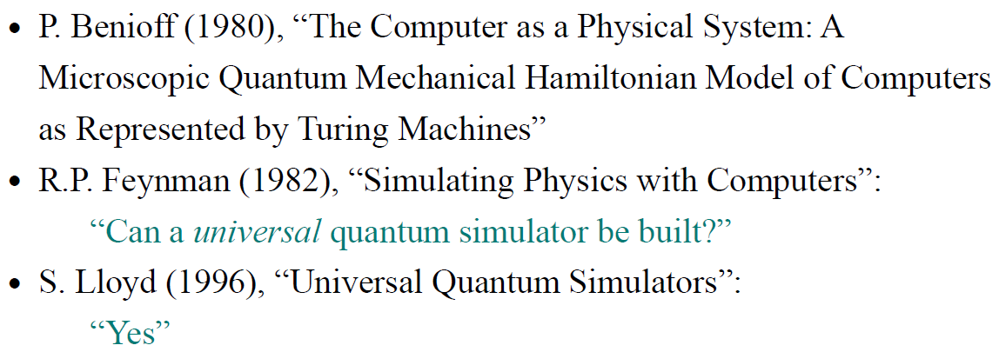 • P. Benioff (1980), “The Computer as a Physical System: A
Microscopic Quantum Mechanical Hamiltonian Model of Computers
as Represented by Turing Machines”
• R.P. Feynman (1982), “Simulating Physics with Computers”:
“Can a universal quantum simulator be built?”
• S. Lloyd (1996), “Universal Quantum Simulators”:
“Yes”